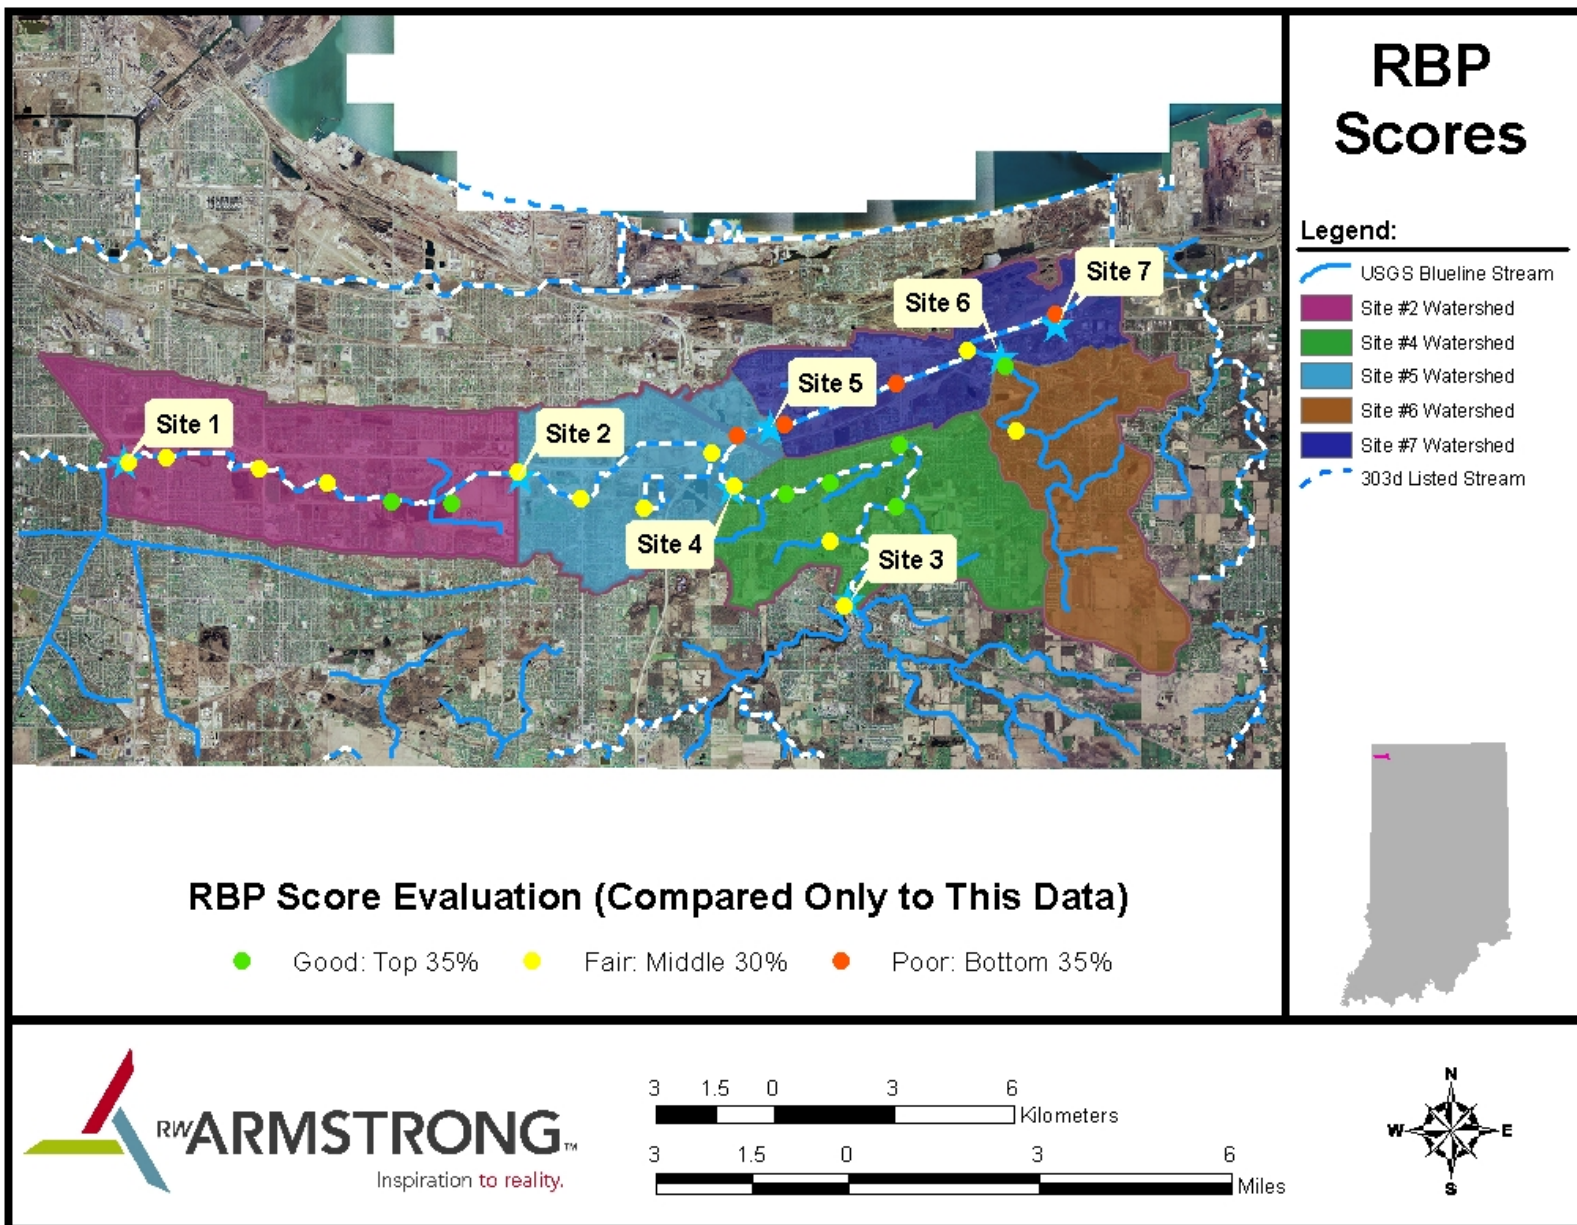 RBP
Scores
Legend:
USGS Blueline Stream
Site #2 Watershed
Site #4 Watershed
Site #5 Watershed
Site #6 Watershed
Site #7 Watershed
303d Listed Stream
Site 7
Site 6
Site 5
Site 1
Site 2
Site 4
Site 3
RBP Score Evaluation (Compared Only to This Data)
Good: Top 35% Fair: Middle 30% Poor: Bottom 35%
RWARMSTRONG™
Inspiration to reality.
3 1.5 0 3 6
Kilometers
3 1.5 0 3 6
Miles
N
W E
S